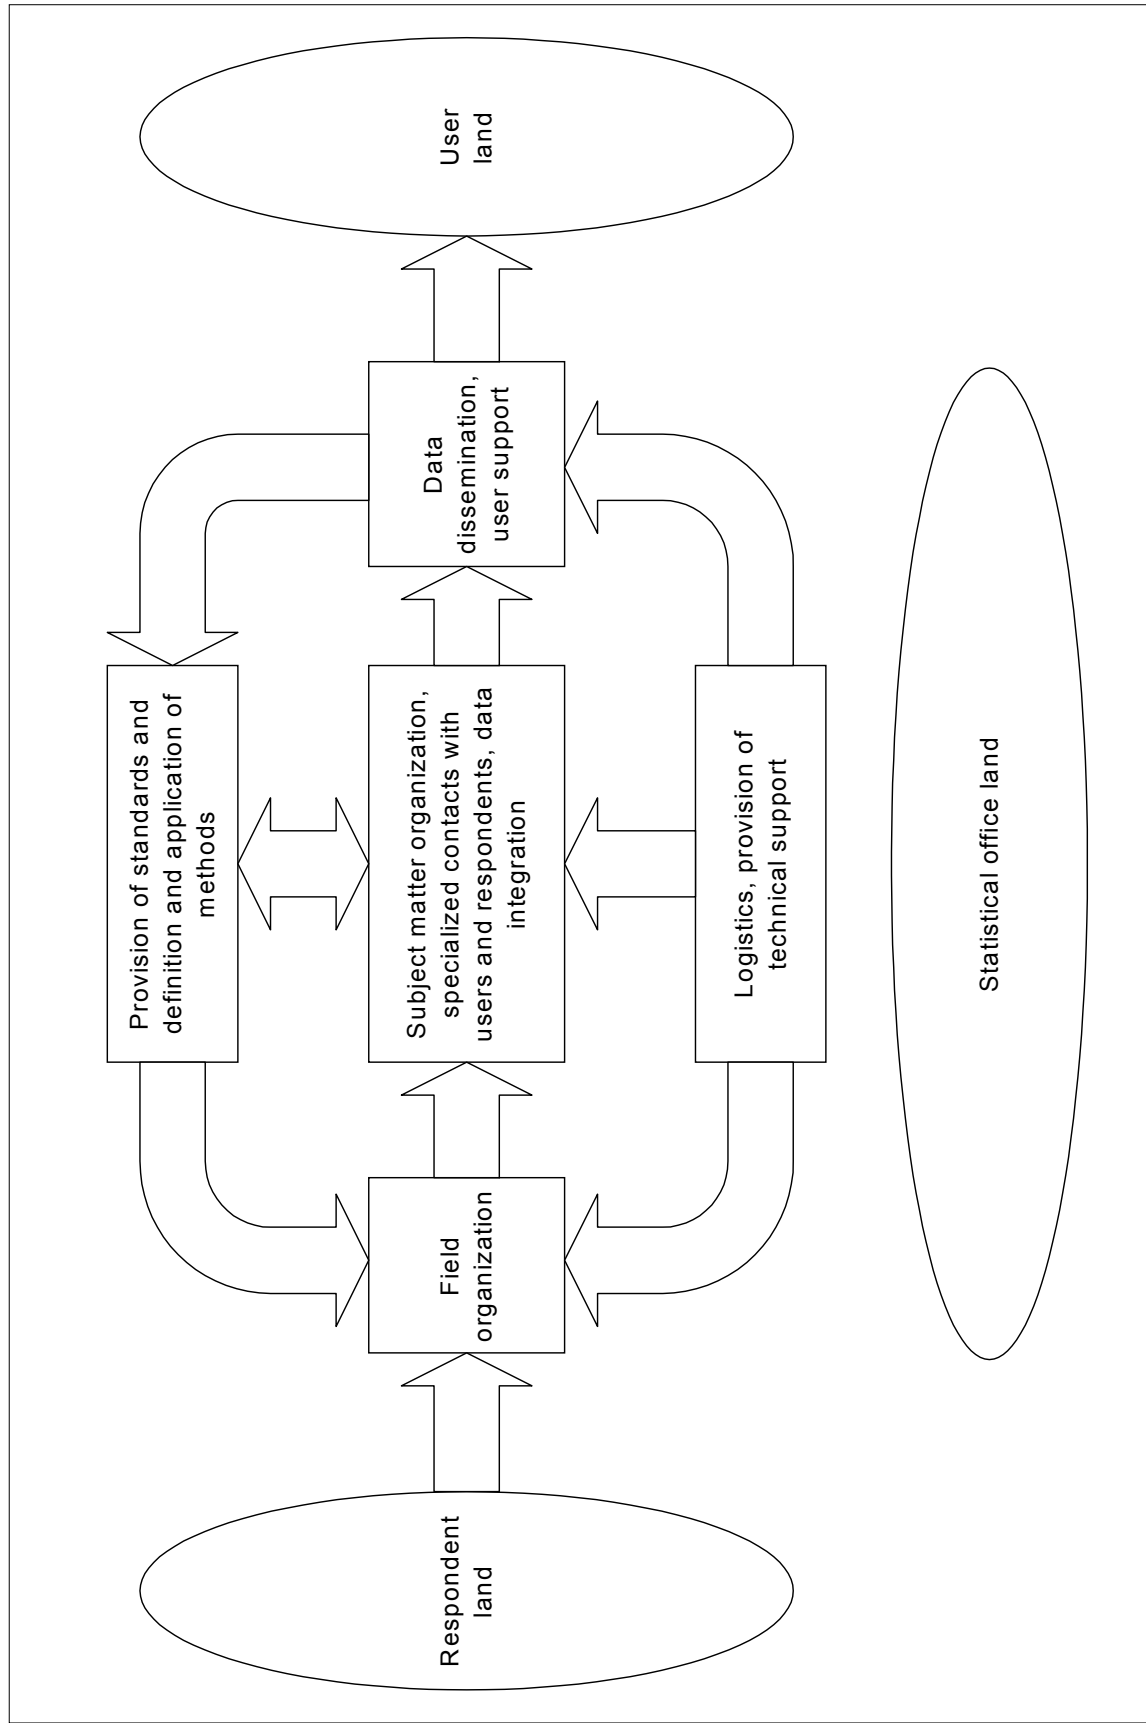 Respondent
land
Field
organization
Provision of standards and
definition and application of
methods
Subject matter organization,
specialized contacts with
users and respondents, data
integration
Logistics, provision of
technical support
Data
dissemination,
user support
User
land
Statistical office land